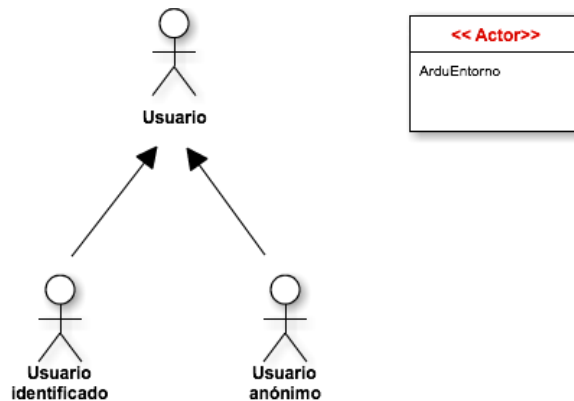 << Actor>>
ArduEntorno
Usuario
Usuario
identificado
Usuario
anónimo